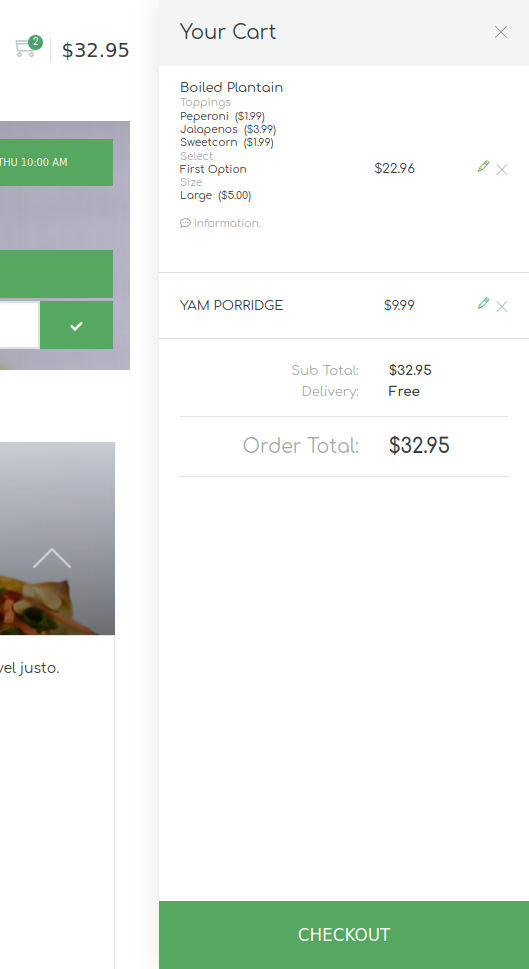 2
$32.95
THU 10:00 AM
vel justo.
Your Cart
Boiled Plantain
Toppings
Peperoni ($1.99)
Jalapenos ($3.99)
Sweetcorn ($1.99)
Select
First Option
Size
Large ($5.00)
$22.96
Information.
YAM PORRIDGE $9.99
Sub Total: $32.95
Delivery: Free
Order Total: $32.95
CHECKOUT